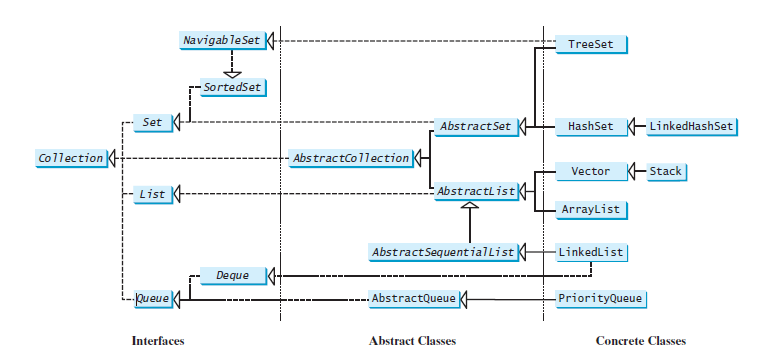 NavigableSet
TreeSet
SortedSet
Set
AbstractSet
HashSet
LinkedHashSet
Collection
AbstractCollection
Vector
Stack
List
AbstractList
ArrayList
AbstractSequentialList
LinkedList
Deque
Queue
AbstractQueue
PriorityQueue
Interfaces
Abstract Classes
Concrete Classes